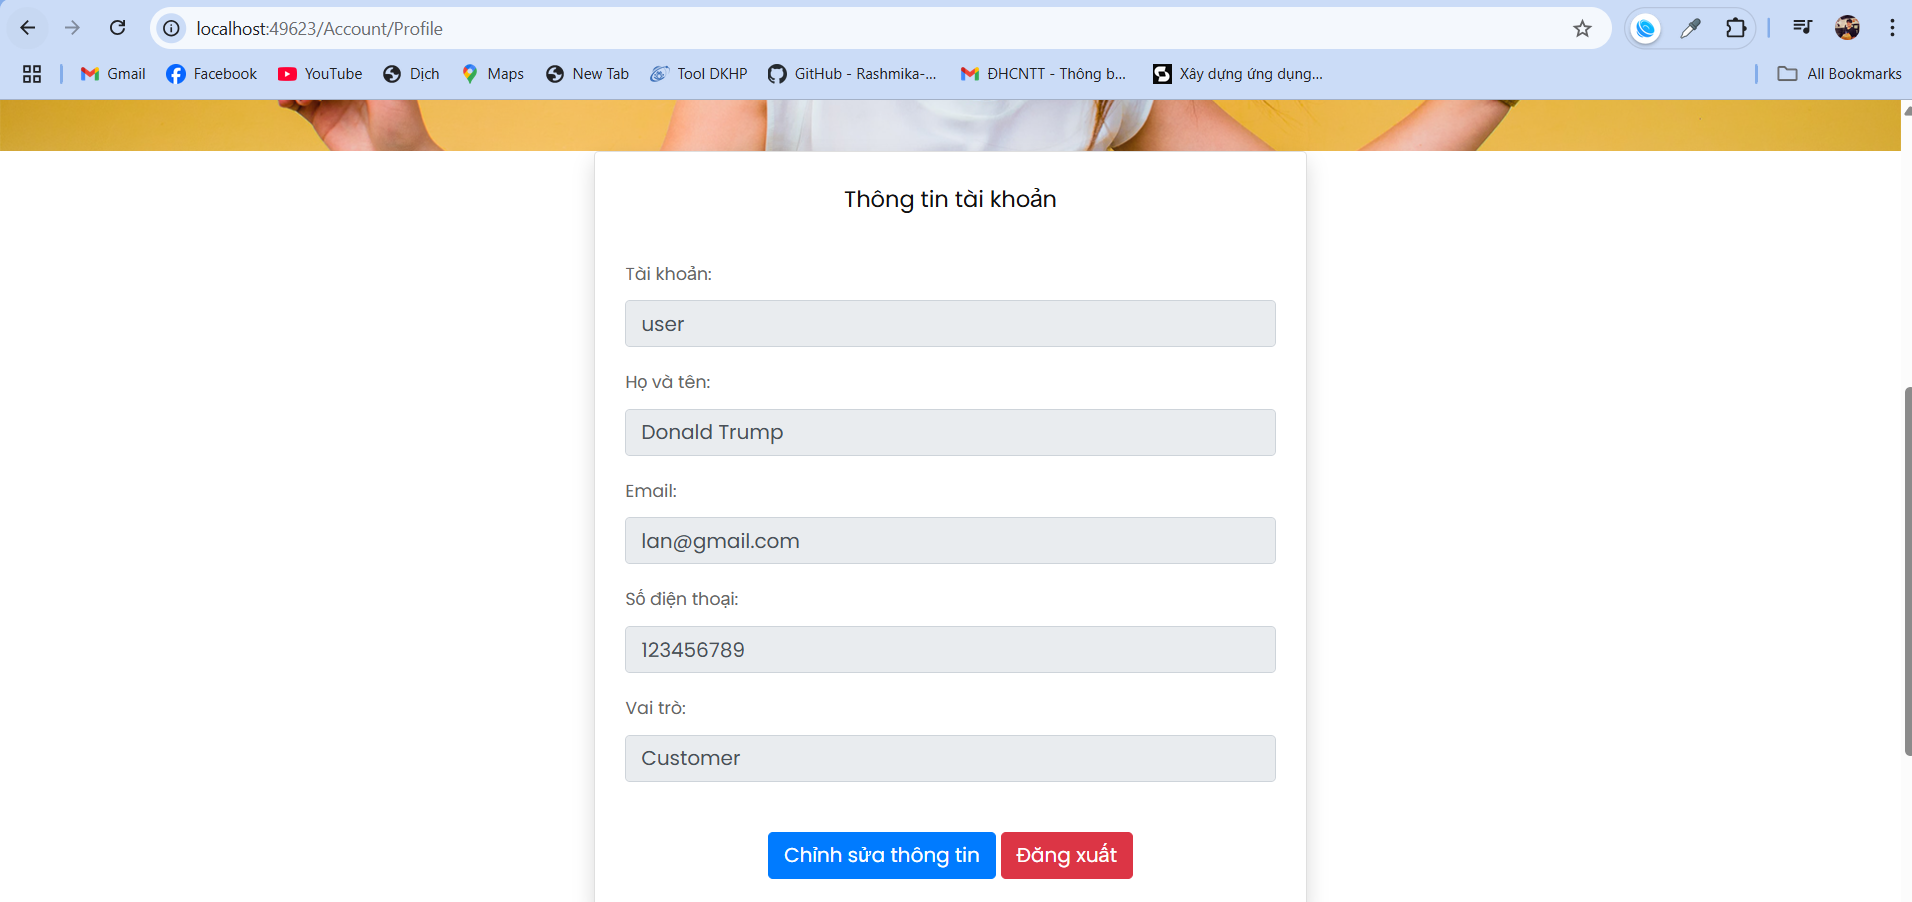 localhost:49623/Account/Profile
Gmail Facebook YouTube Dịch Maps New Tab Tool DKHP GitHub - Rashmika-... ĐHCNTT - Thông b... Xây dựng ứng dụng... All Bookmarks
Thông tin tài khoản
Tài khoản:
user
Họ và tên:
Donald Trump
Email:
lan@gmail.com
Số điện thoại:
123456789
Vai trò:
Customer
Chỉnh sửa thông tin Đăng xuất